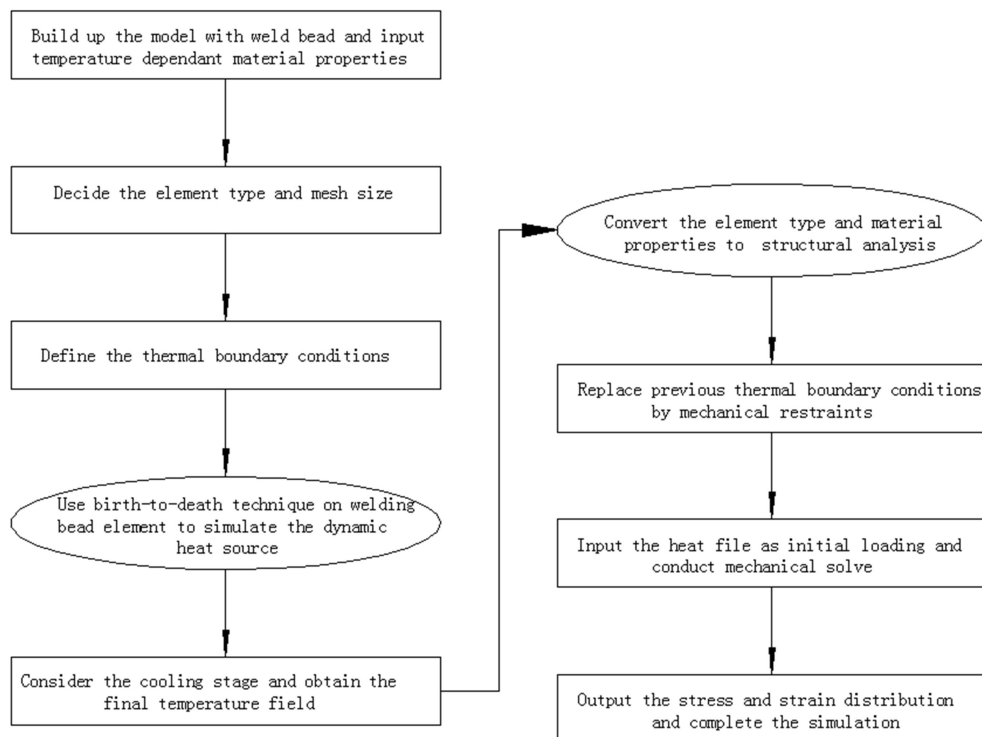 Build up the model with weld bead and input
temperature dependant material properties
Decide the element type and mesh size
Define the thermal boundary conditions
Use birth-to-death technique on welding
bead element to simulate the dynamic
heat source
Consider the cooling stage and obtain the
final temperature field
Convert the element type and material
properties to structural analysis
Replace previous thermal boundary conditions
by mechanical restraints
Input the heat file as initial loading and
conduct mechanical solve
Output the stress and strain distribution
and complete the simulation